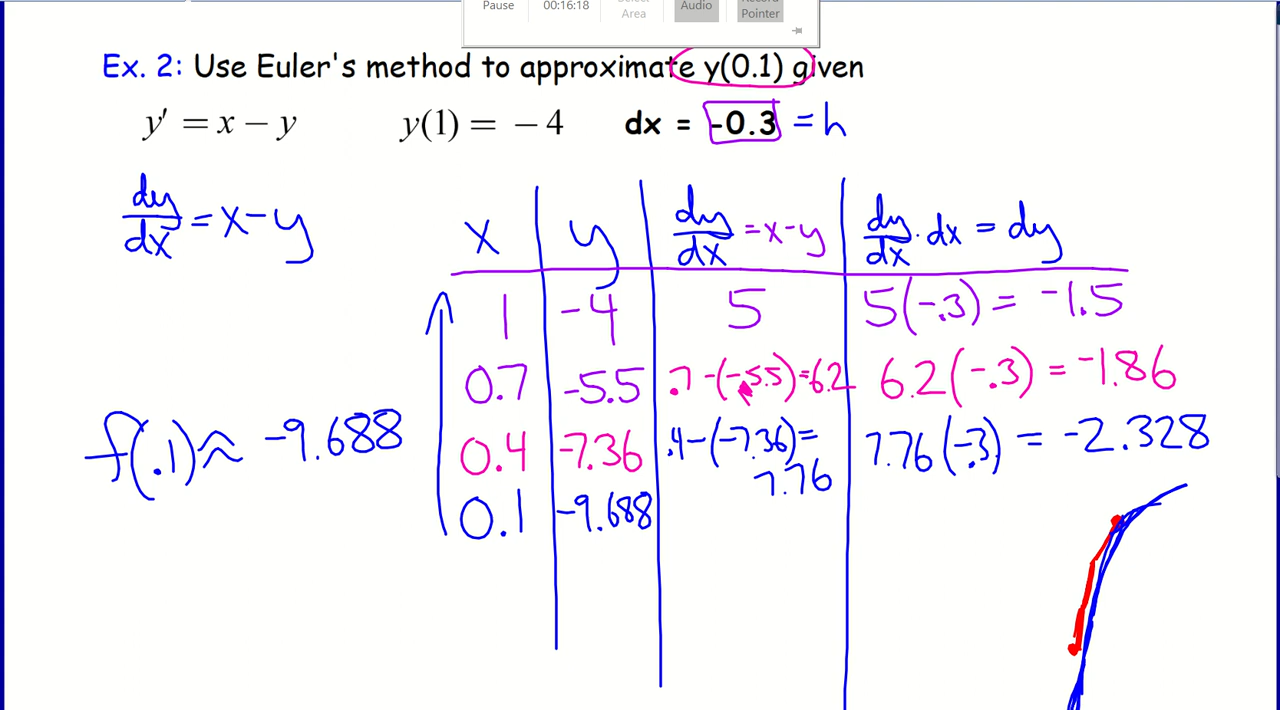 Pause 00:16:18 Select Area Audio Record Pointer
Ex. 2: Use Euler's method to approximate y(0.1) given
y' = x − y y(1) = −4 dx = -0.3 = h
dy/dx = x − y
x y dy/dx = x − y dy/dx · dx = dy
1 −4 5 5(−.3) = −1.5
0.7 −5.5 .7 − (−5.5) = 6.2 6.2(−.3) = −1.86
f(.1) ≈ −9.688
0.4 −7.36 .4 − (−7.36) = 7.76 7.76(−.3) = −2.328
0.1 −9.688